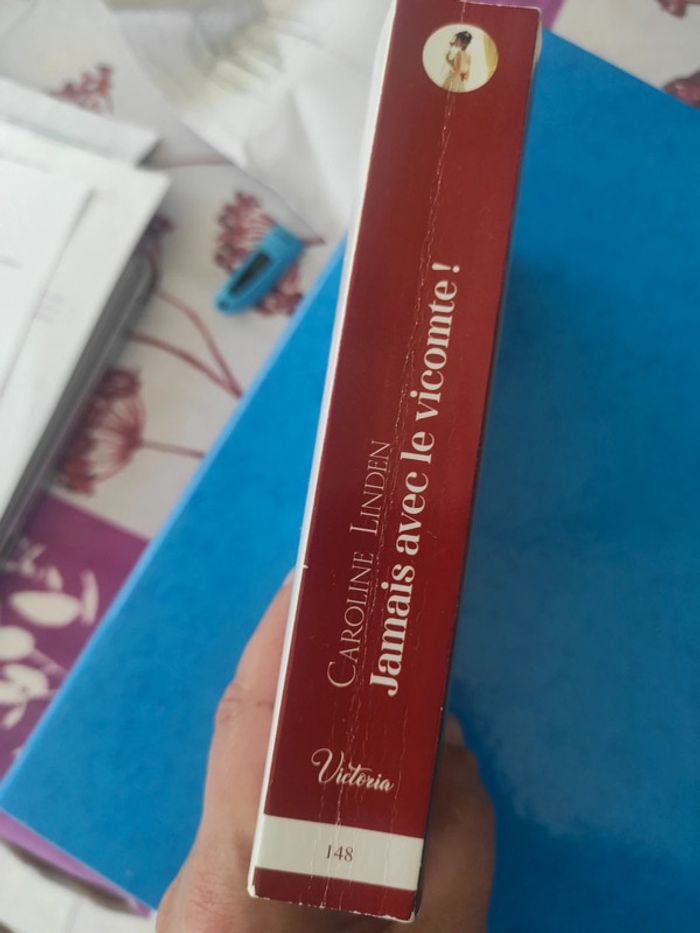 CAROLINE LINDEN
Jamais avec le vicomte !
Victoria
148